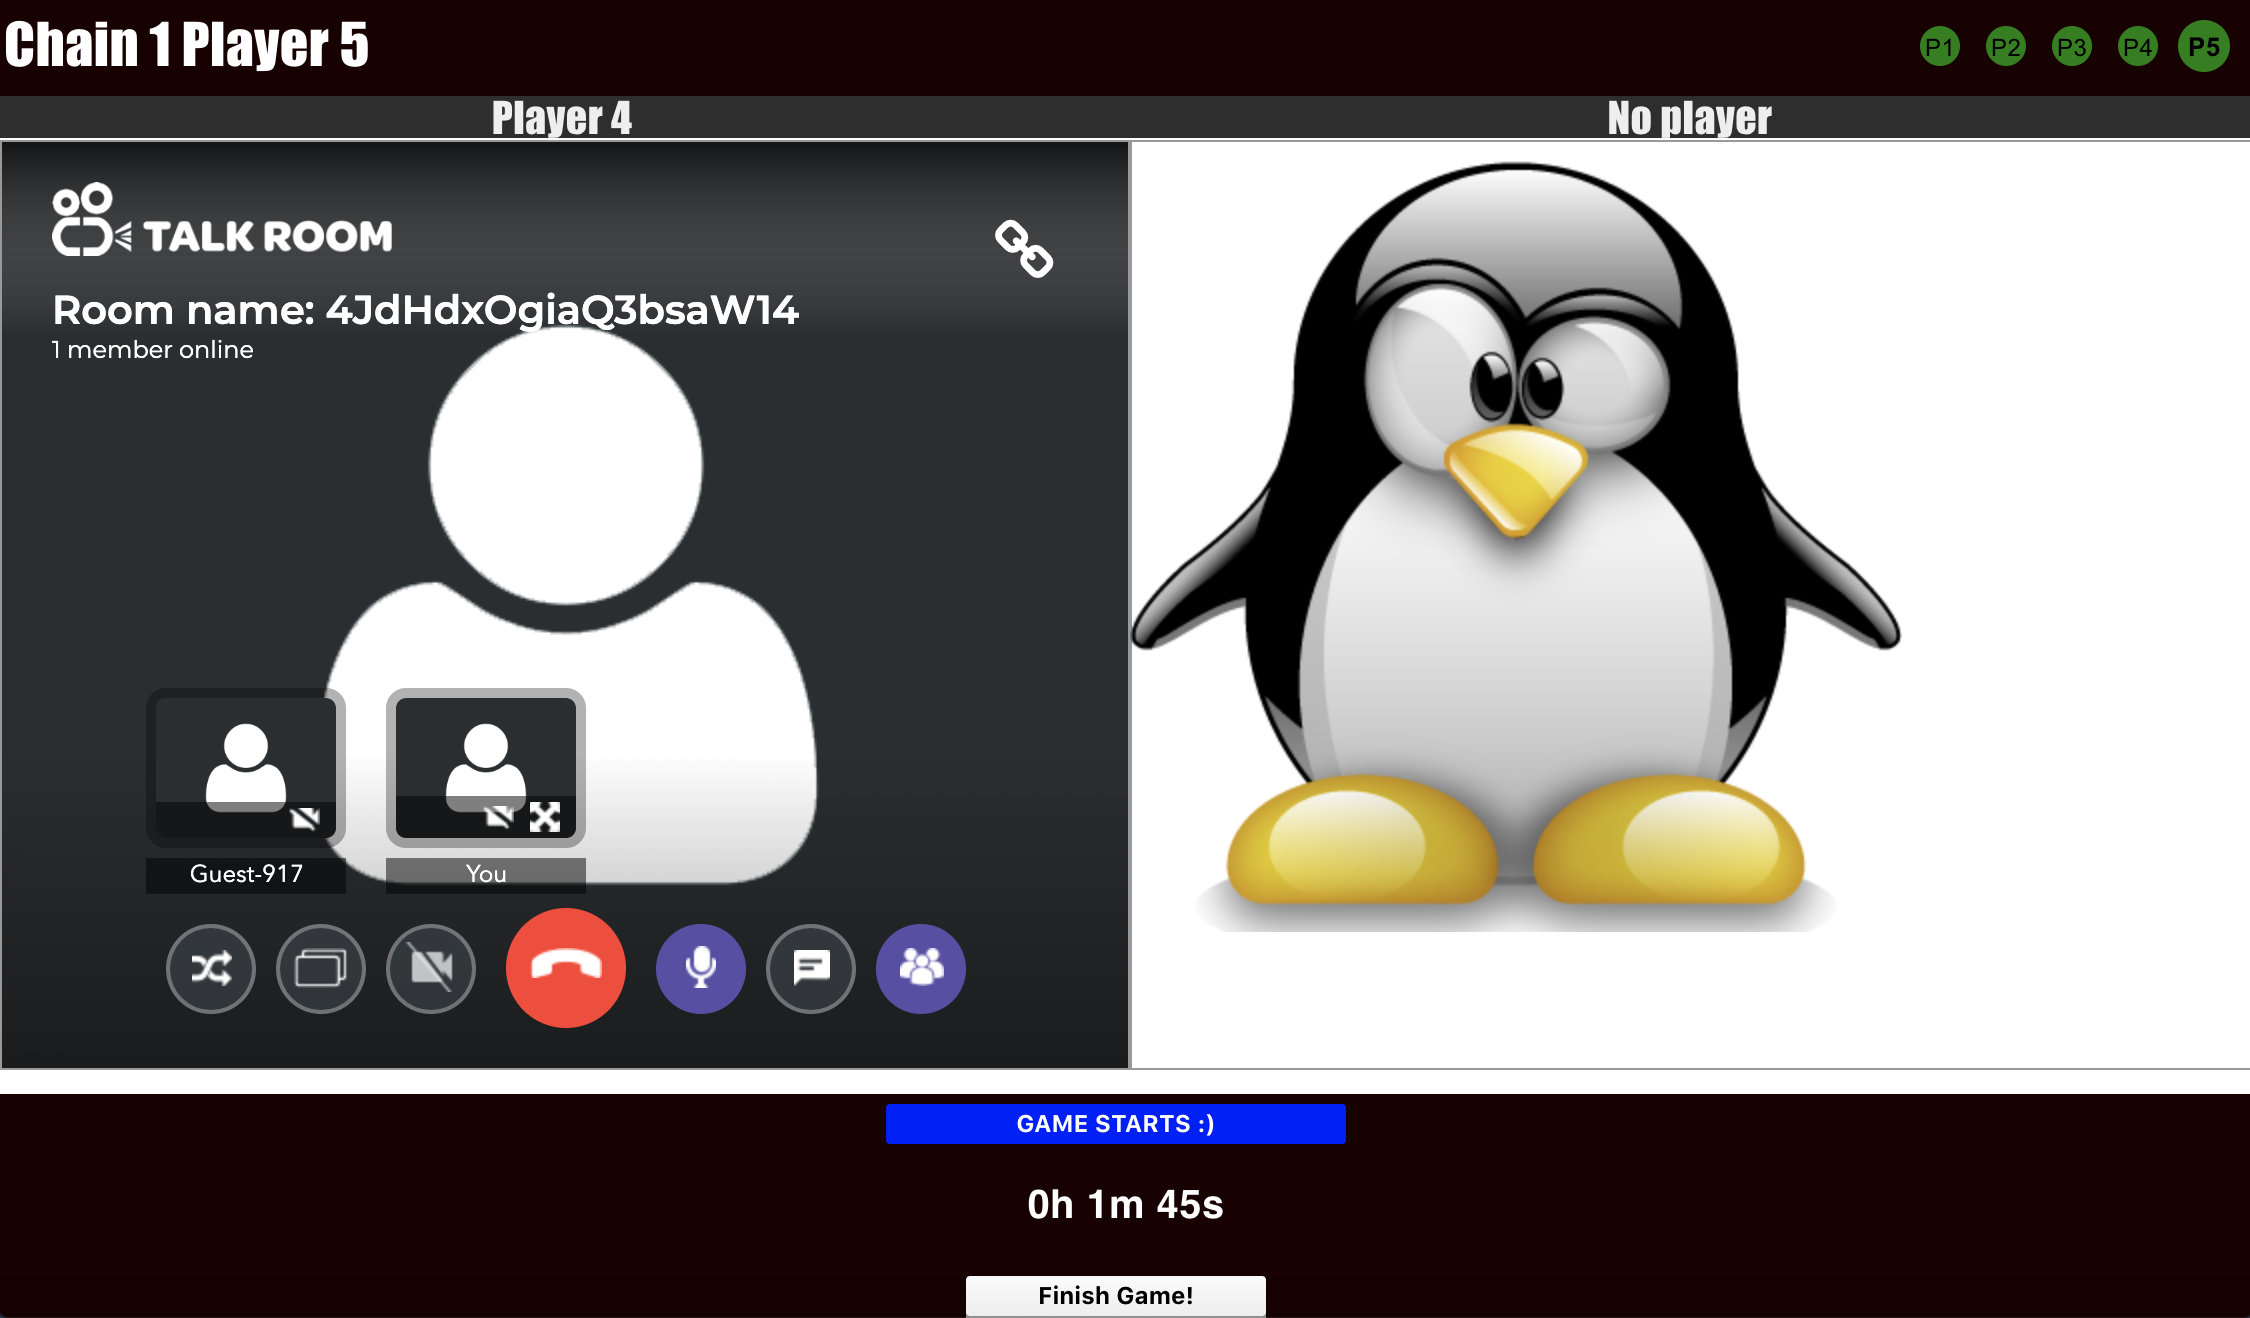 Chain 1 Player 5
P1 P2 P3 P4 P5
Player 4
No player
TALK ROOM
Room name: 4JdHdxOgiaQ3bsaW14
1 member online
Guest-917
You
GAME STARTS :)
0h 1m 45s
Finish Game!